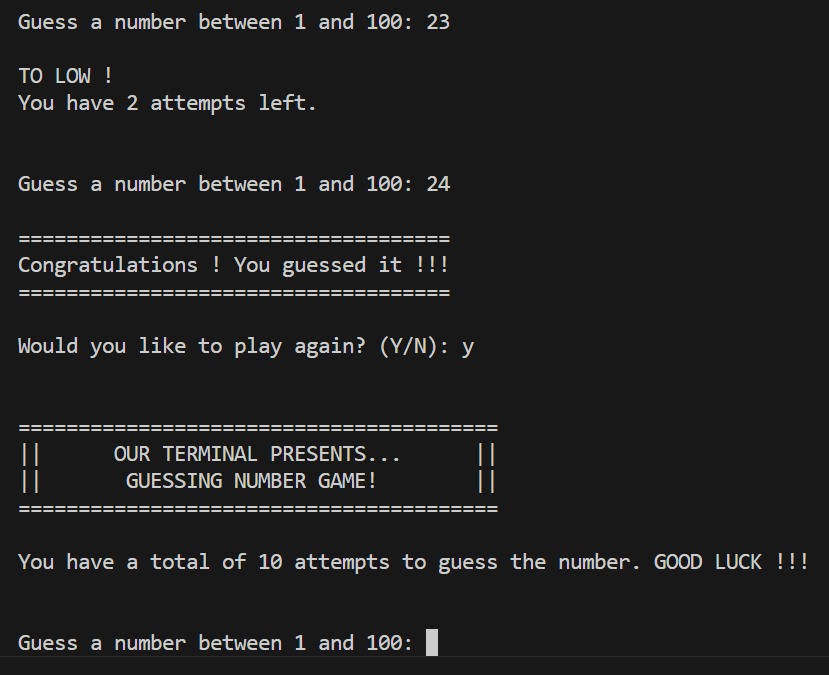 Guess a number between 1 and 100: 23
TO LOW !
You have 2 attempts left.
Guess a number between 1 and 100: 24
====================================
Congratulations ! You guessed it !!!
====================================
Would you like to play again? (Y/N): y
========================================
||      OUR TERMINAL PRESENTS...      ||
||       GUESSING NUMBER GAME!        ||
========================================
You have a total of 10 attempts to guess the number. GOOD LUCK !!!
Guess a number between 1 and 100: